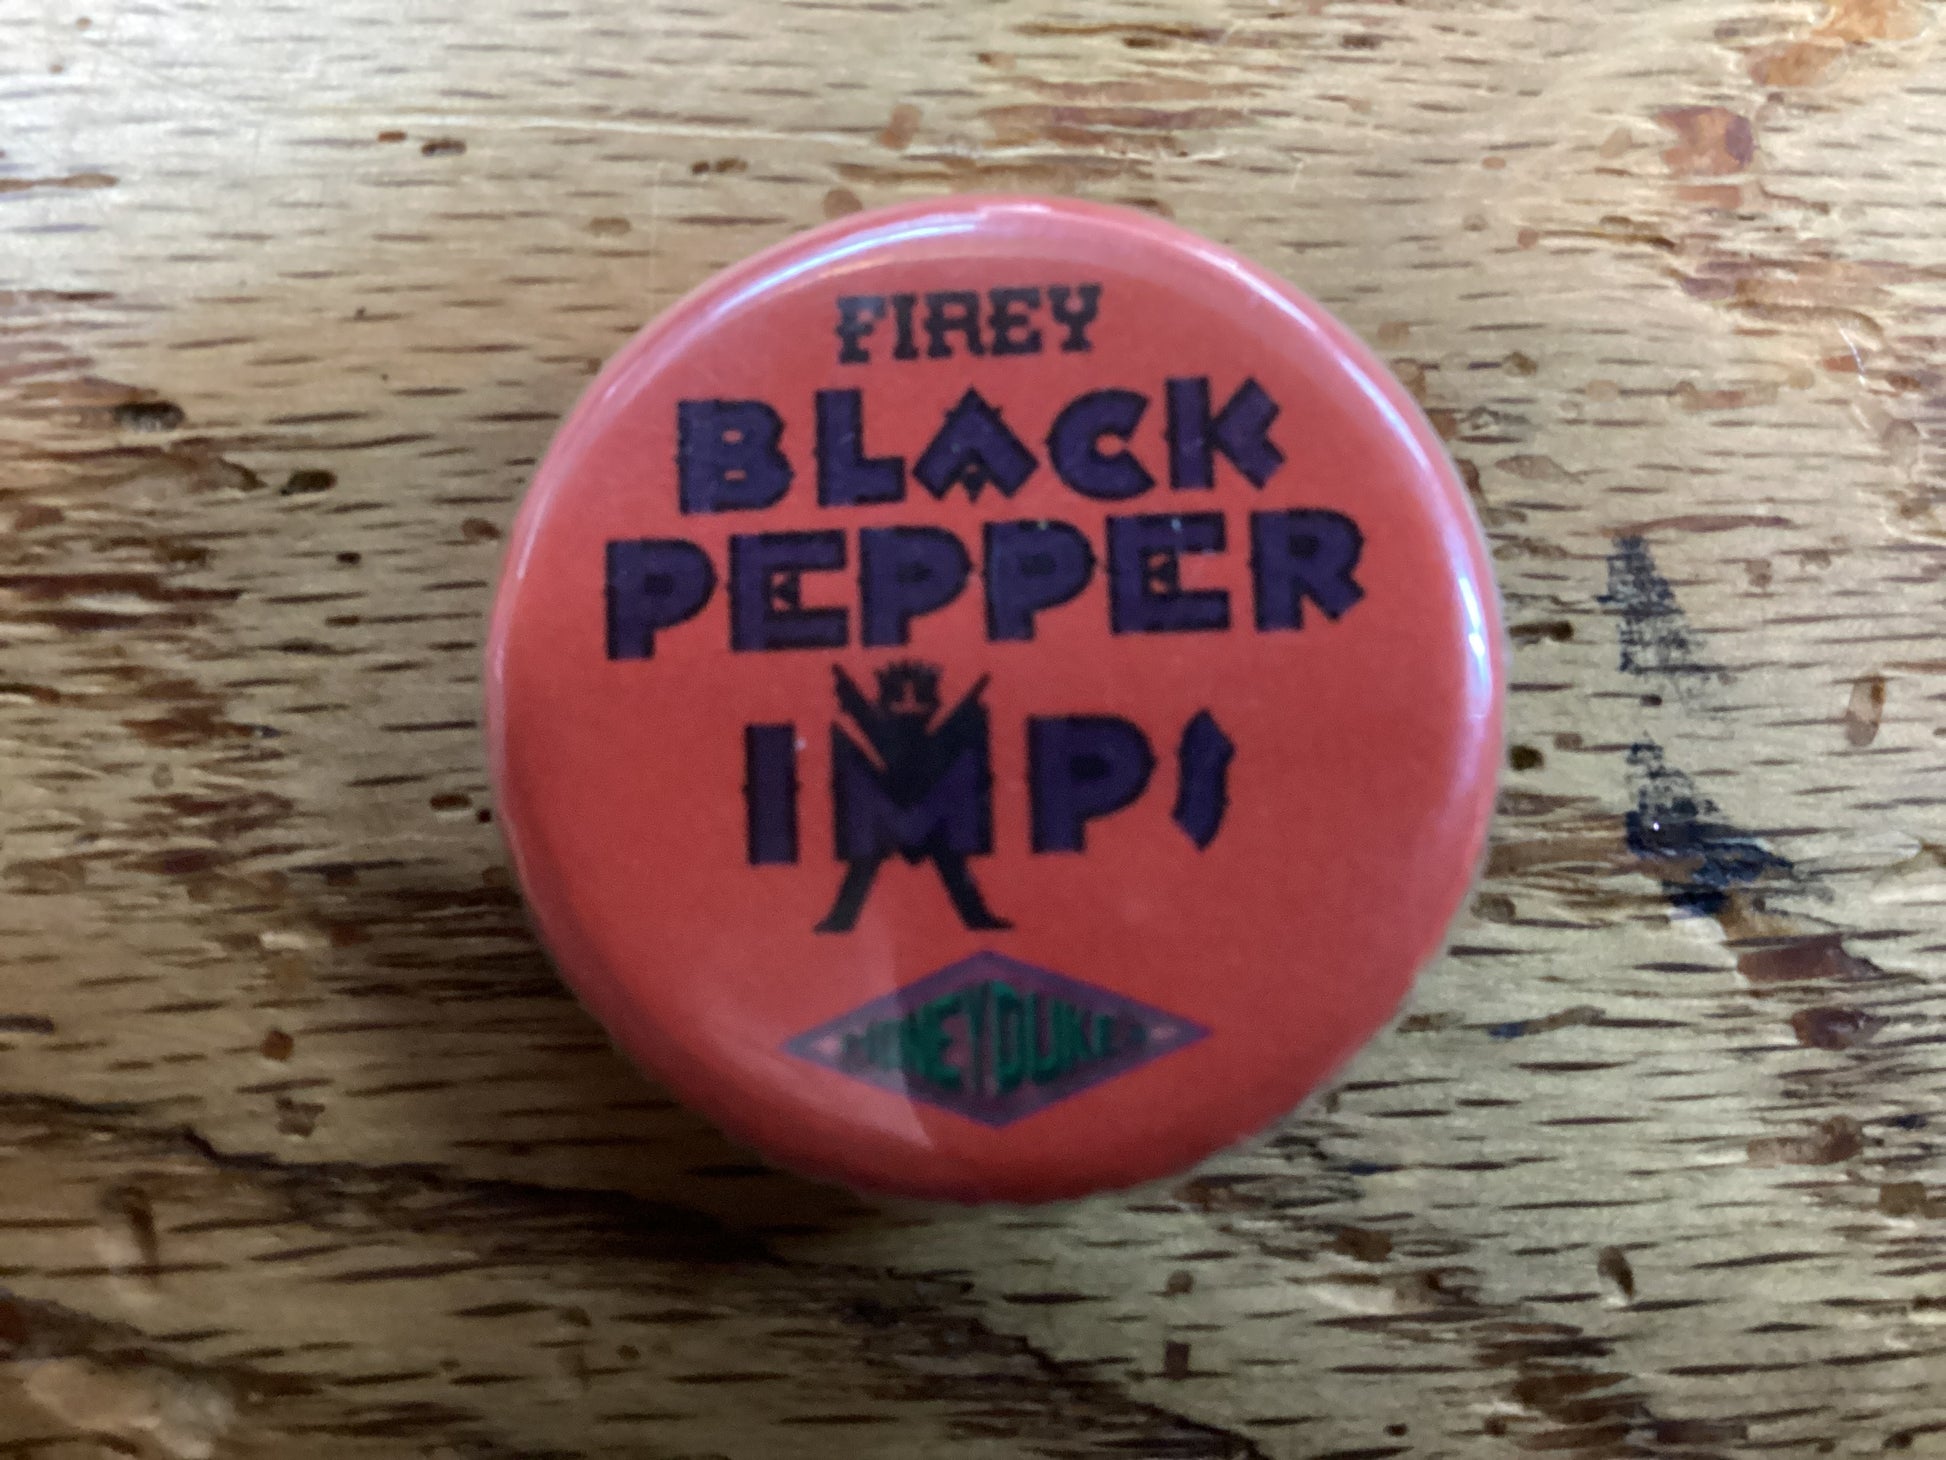 FIREY
BLACK
PEPPER
IMPS
HONEYDUKES